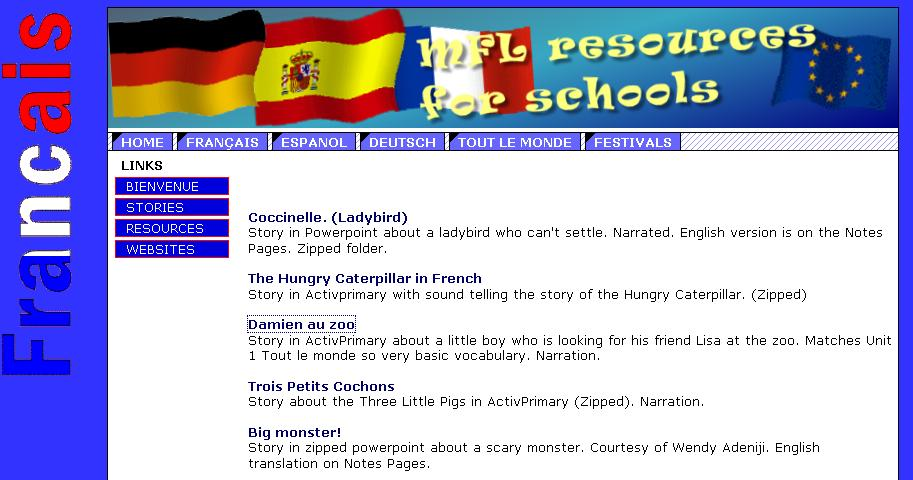 Francais
MFL resources
for schools
HOME FRANÇAIS ESPANOL DEUTSCH TOUT LE MONDE FESTIVALS
LINKS
BIENVENUE
STORIES
RESOURCES
WEBSITES
Coccinelle. (Ladybird)
Story in Powerpoint about a ladybird who can't settle. Narrated. English version is on the Notes
Pages. Zipped folder.
The Hungry Caterpillar in French
Story in Activprimary with sound telling the story of the Hungry Caterpillar. (Zipped)
Damien au zoo
Story in ActivPrimary about a little boy who is looking for his friend Lisa at the zoo. Matches Unit
1 Tout le monde so very basic vocabulary. Narration.
Trois Petits Cochons
Story about the Three Little Pigs in ActivPrimary (Zipped). Narration.
Big monster!
Story in zipped powerpoint about a scary monster. Courtesy of Wendy Adeniji. English
translation on Notes Pages.